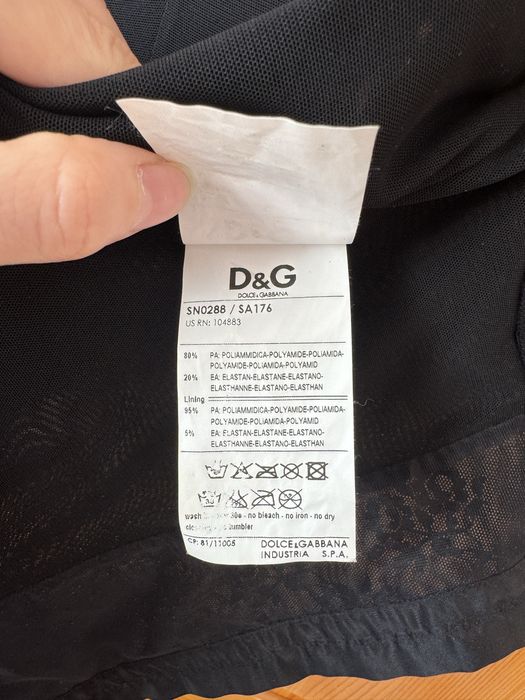 D&G
DOLCE & GABBANA
SN0288 / SA176
US RN: 104883
80% PA: POLIAMMIDICA-POLYAMIDE-POLIAMIDA-
POLYAMIDE-POLIAMIDA-POLYAMID
20% EA: ELASTAN-ELASTANE-ELASTANO-
ELASTHANNE-ELASTANO-ELASTHAN
Lining
95% PA: POLIAMMIDICA-POLYAMIDE-POLIAMIDA-
POLYAMIDE-POLIAMIDA-POLYAMID
5% EA: ELASTAN-ELASTANE-ELASTANO-
ELASTHANNE-ELASTANO-ELASTHAN
wash - no bleach - no iron - no dry
tumbler
CP: 81/11005
DOLCE&GABBANA
INDUSTRIA S.P.A.